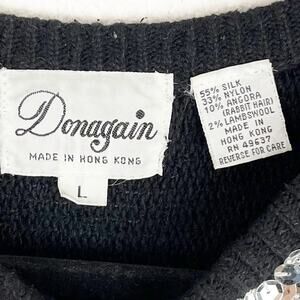 Donagain
MADE IN HONG KONG
L
55% SILK
33% NYLON
10% ANGORA
(RABBIT HAIR)
2% LAMBSWOOL
MADE IN
HONG KONG
RN 49637
REVERSE FOR CARE